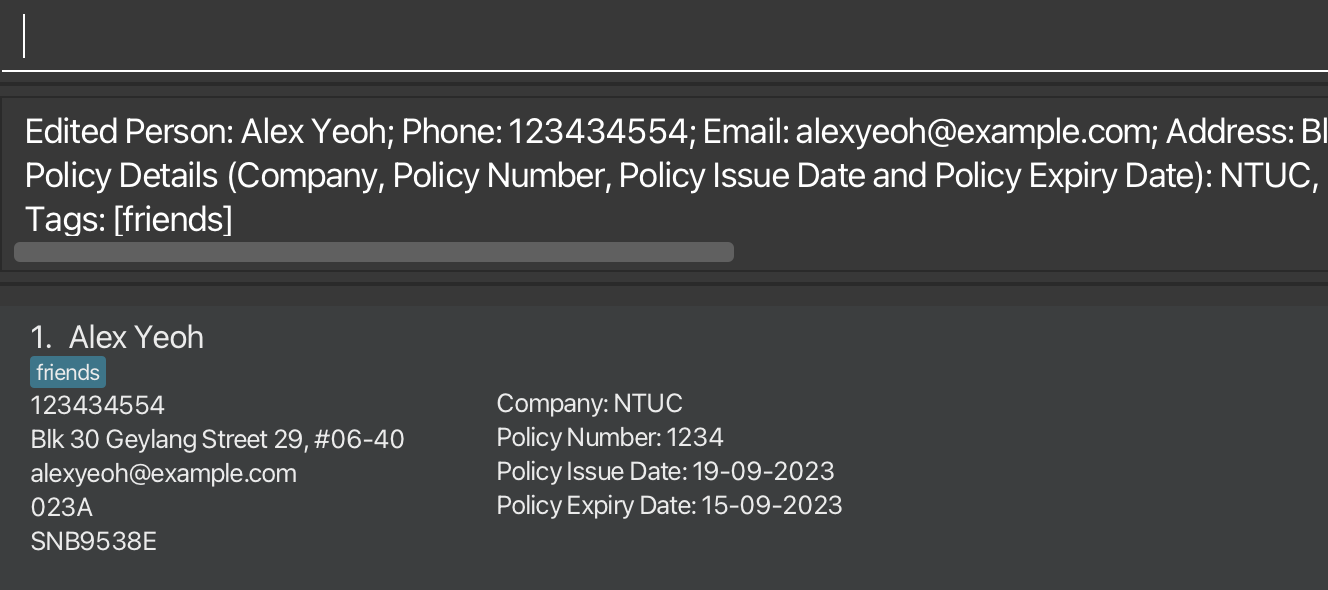 Edited Person: Alex Yeoh; Phone: 123434554; Email: alexyeoh@example.com; Address: Bl
Policy Details (Company, Policy Number, Policy Issue Date and Policy Expiry Date): NTUC,
Tags: [friends]
1. Alex Yeoh
friends
123434554
Blk 30 Geylang Street 29, #06-40
alexyeoh@example.com
023A
SNB9538E
Company: NTUC
Policy Number: 1234
Policy Issue Date: 19-09-2023
Policy Expiry Date: 15-09-2023